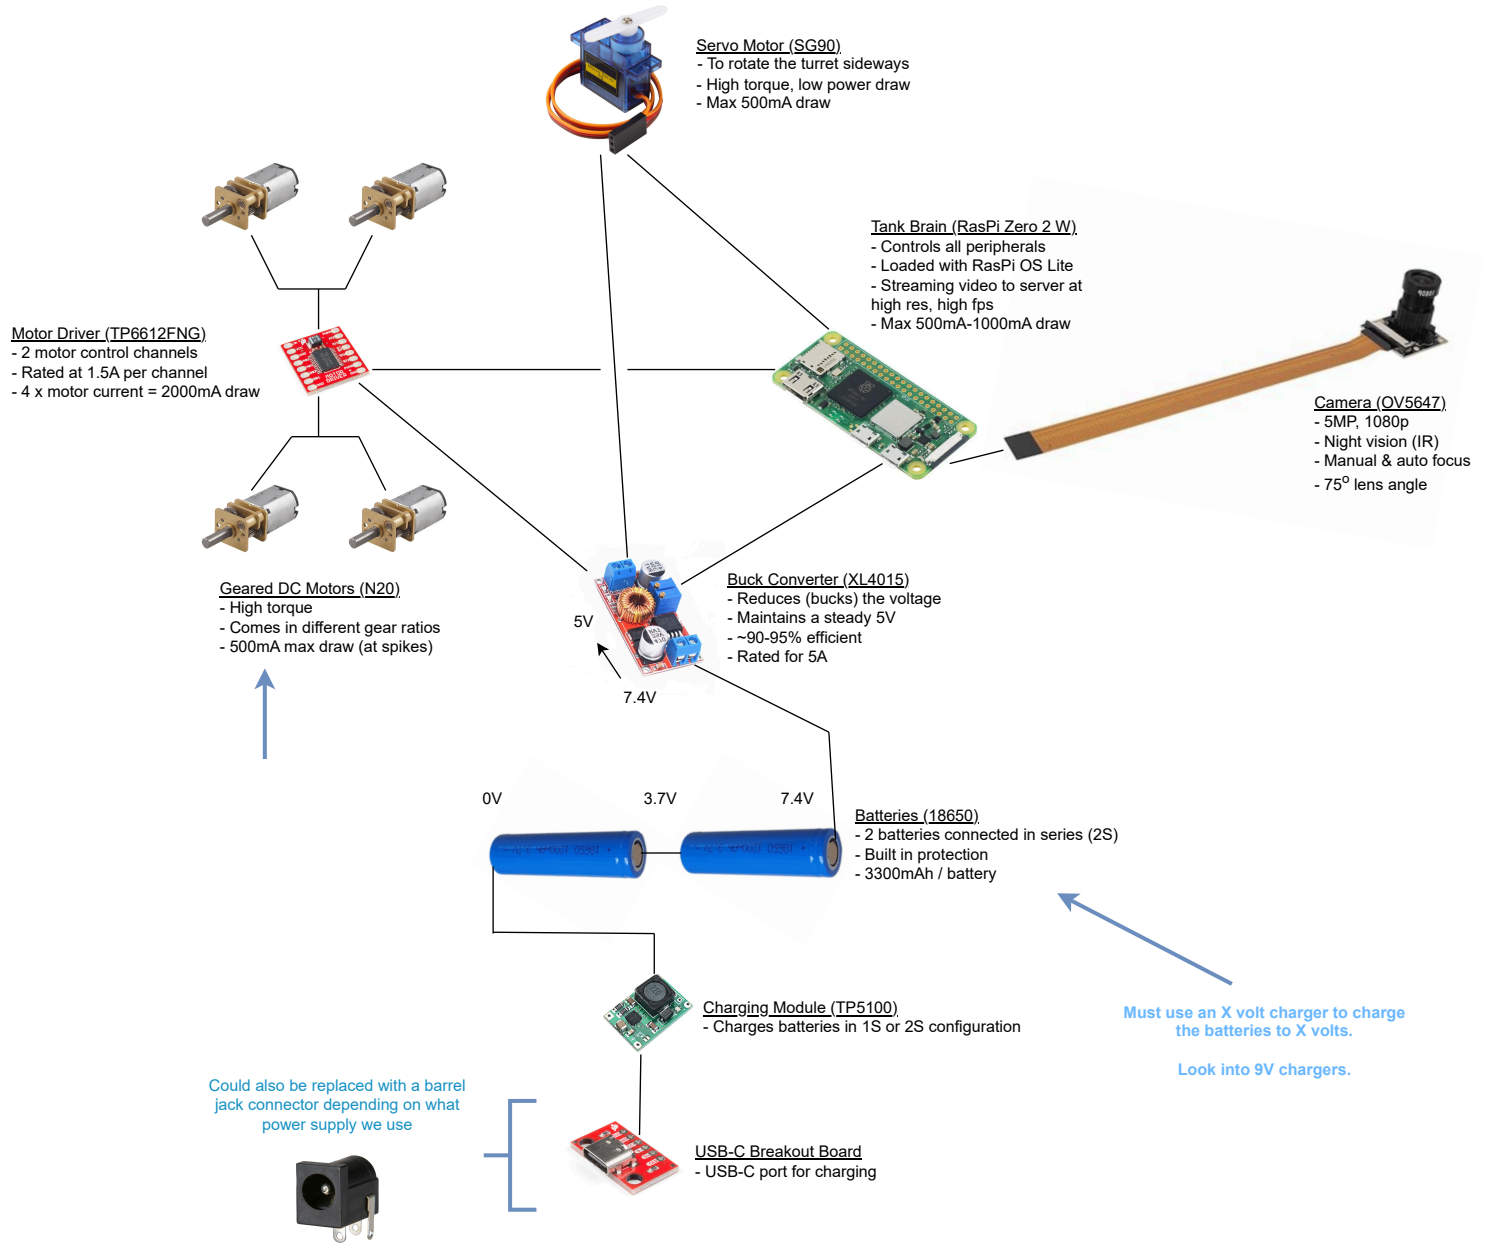 Servo Motor (SG90)
- To rotate the turret sideways
- High torque, low power draw
- Max 500mA draw
Tank Brain (RasPi Zero 2 W)
- Controls all peripherals
- Loaded with RasPi OS Lite
- Streaming video to server at
high res, high fps
- Max 500mA-1000mA draw
Motor Driver (TP6612FNG)
- 2 motor control channels
- Rated at 1.5A per channel
- 4 x motor current = 2000mA draw
Camera (OV5647)
- 5MP, 1080p
- Night vision (IR)
- Manual & auto focus
- 75° lens angle
Geared DC Motors (N20)
- High torque
- Comes in different gear ratios
- 500mA max draw (at spikes)
Buck Converter (XL4015)
- Reduces (bucks) the voltage
- Maintains a steady 5V
- ~90-95% efficient
- Rated for 5A
5V
7.4V
0V
3.7V
7.4V
Batteries (18650)
- 2 batteries connected in series (2S)
- Built in protection
- 3300mAh / battery
Charging Module (TP5100)
- Charges batteries in 1S or 2S configuration
Must use an X volt charger to charge
the batteries to X volts.
Look into 9V chargers.
Could also be replaced with a barrel
jack connector depending on what
power supply we use
USB-C Breakout Board
- USB-C port for charging